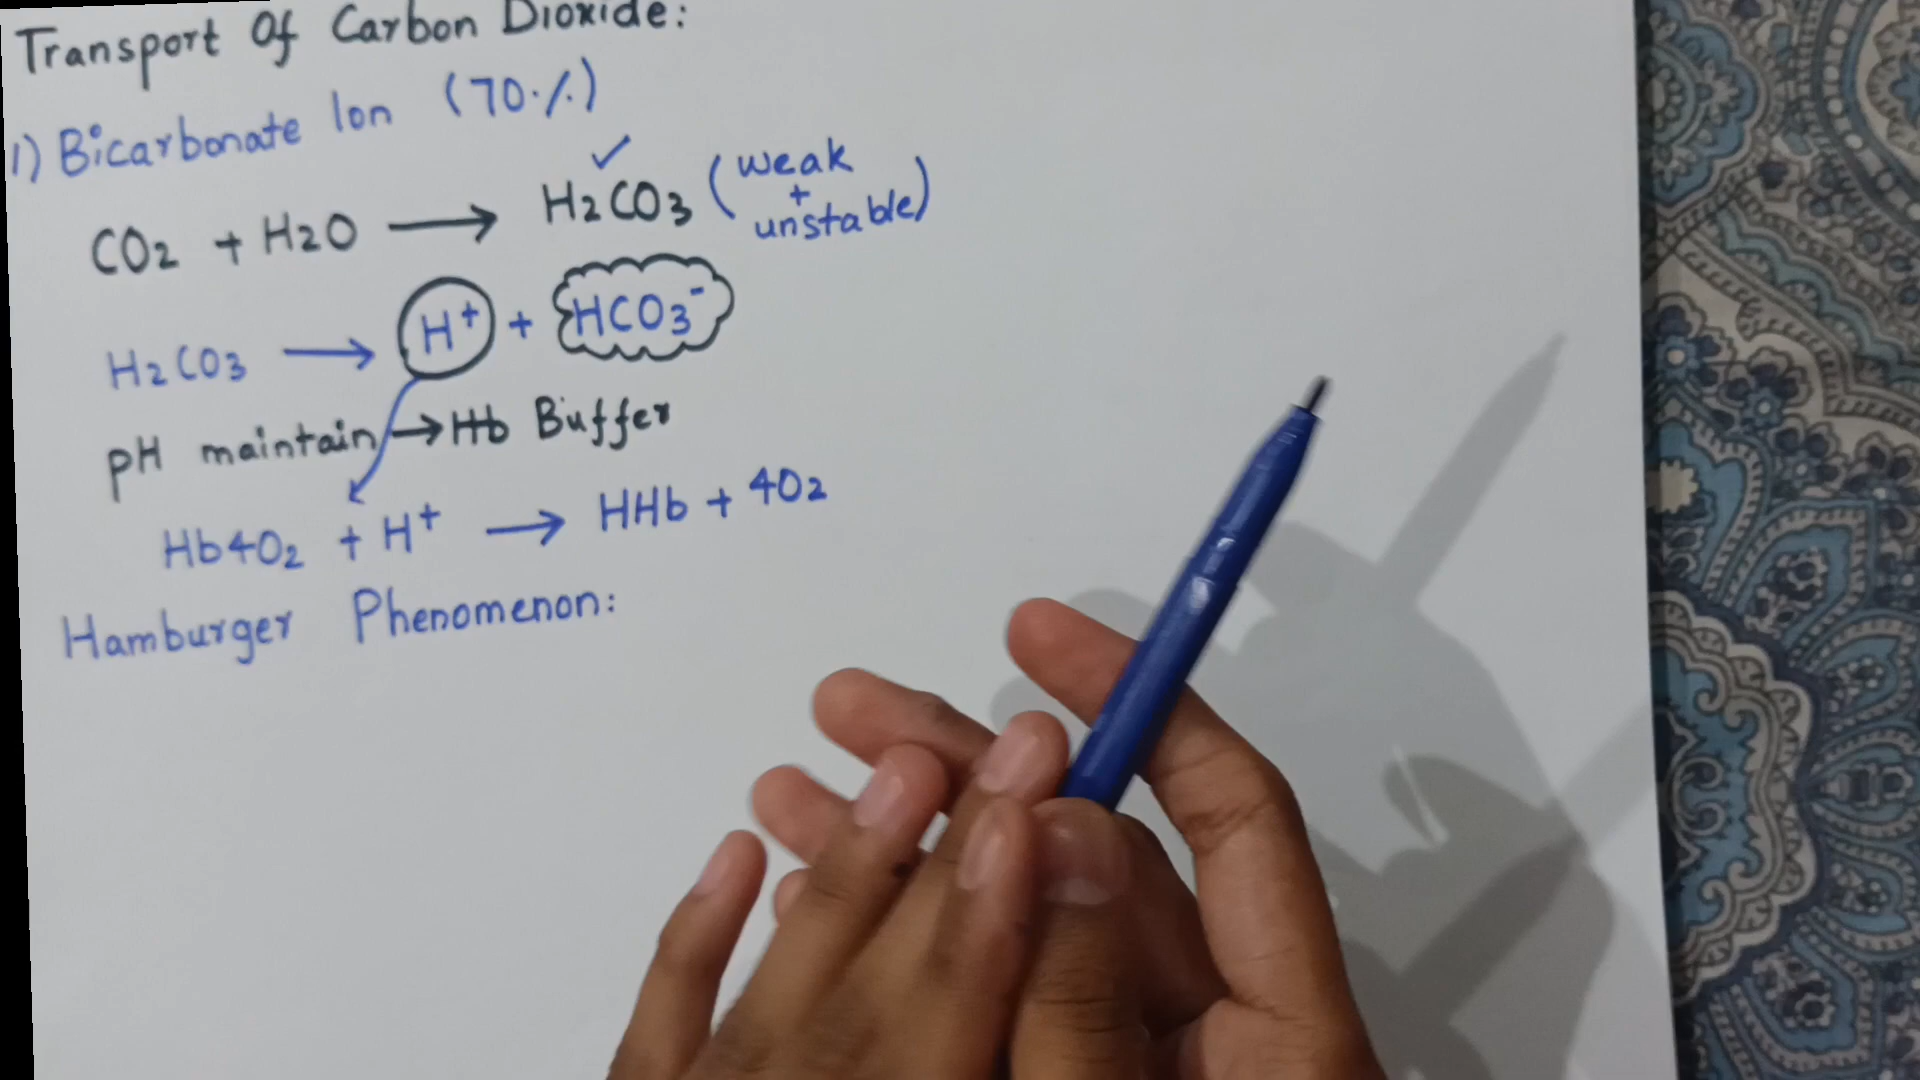 Transport Of Carbon Dioxide:
1) Bicarbonate Ion (70%)
CO2 + H2O → H2CO3 ✓ (weak + unstable)
H2CO3 → H+ + HCO3-
pH maintain → Hb Buffer
Hb4O2 + H+ → HHb + 4O2
Hamburger Phenomenon: